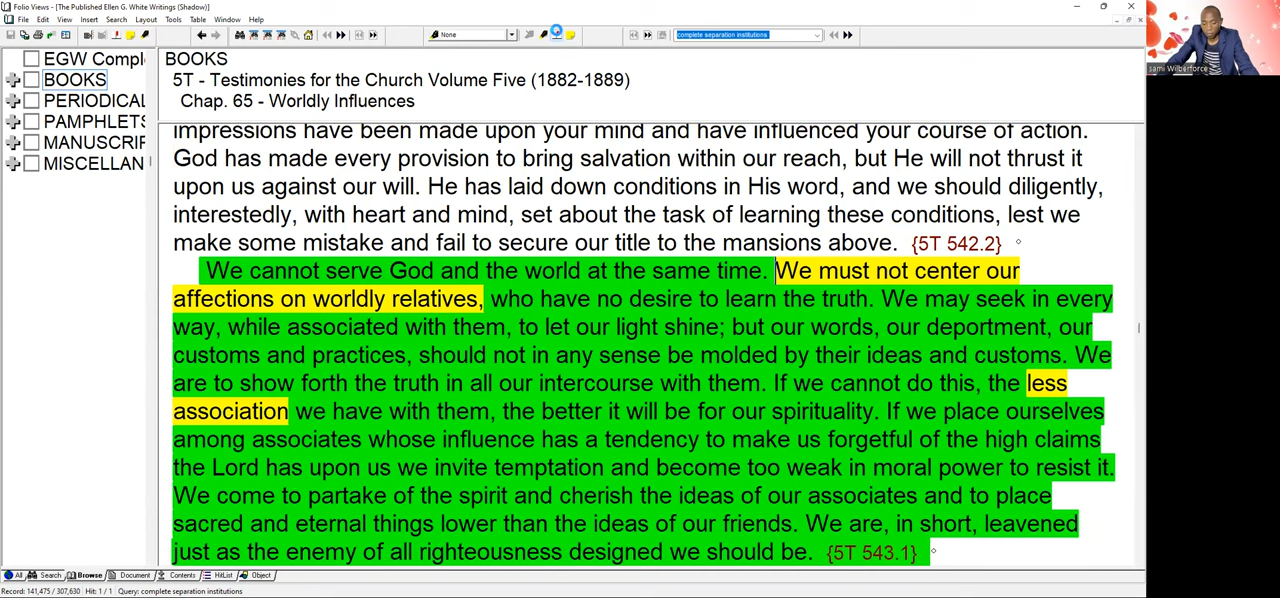 Folio Views - [The Published Ellen G. White Writings (Shadow)]
File Edit View Insert Search Layout Tools Table Window Help
None
complete separation institutions
EGW Compl
BOOKS
PERIODICAL
PAMPHLETS
MANUSCRIF
MISCELLAN
BOOKS
5T - Testimonies for the Church Volume Five (1882-1889)
Chap. 65 - Worldly Influences
impressions have been made upon your mind and have influenced your course of action.
God has made every provision to bring salvation within our reach, but He will not thrust it
upon us against our will. He has laid down conditions in His word, and we should diligently,
interestedly, with heart and mind, set about the task of learning these conditions, lest we
make some mistake and fail to secure our title to the mansions above. {5T 542.2}
We cannot serve God and the world at the same time. We must not center our
affections on worldly relatives, who have no desire to learn the truth. We may seek in every
way, while associated with them, to let our light shine; but our words, our deportment, our
customs and practices, should not in any sense be molded by their ideas and customs. We
are to show forth the truth in all our intercourse with them. If we cannot do this, the less
association we have with them, the better it will be for our spirituality. If we place ourselves
among associates whose influence has a tendency to make us forgetful of the high claims
the Lord has upon us we invite temptation and become too weak in moral power to resist it.
We come to partake of the spirit and cherish the ideas of our associates and to place
sacred and eternal things lower than the ideas of our friends. We are, in short, leavened
just as the enemy of all righteousness designed we should be. {5T 543.1}
All Search Browse Document Contents HitList Object
Record: 141,475 / 307,630 Hit: 1 / 1 Query: complete separation institutions
sami Wilberforce